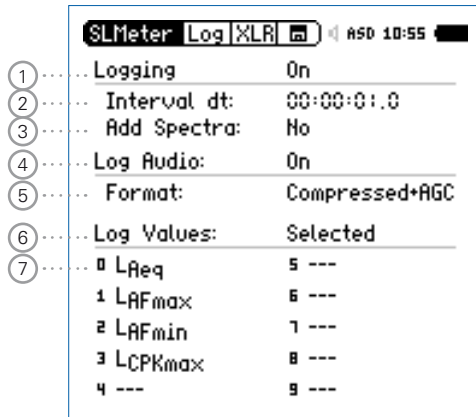 SLMeter Log XLR ASD 10:55
1 Logging On
2 Interval dt: 00:00:01.0
3 Add Spectra: No
4 Log Audio: On
5 Format: Compressed+AGC
6 Log Values: Selected
7 0 LAeq 5 ---
1 LAFmax 6 ---
2 LAFmin 7 ---
3 LCPKmax 8 ---
4 --- 9 ---